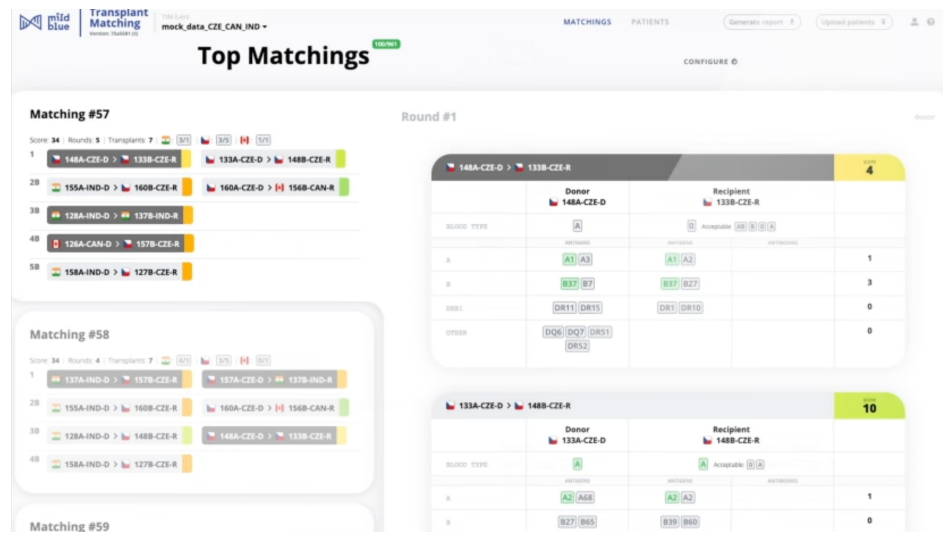 mild blue
Transplant Matching
mock_data_CZE_CAN_IND
MATCHINGS
PATIENTS
Generate report
Upload patients
Top Matchings
CONFIGURE
Matching #57
Score: 34 | Rounds: 5 | Transplants: 7 | 3/1 3/5 1/1
1 148A-CZE-D > 133B-CZE-R 133A-CZE-D > 148B-CZE-R
2B 155A-IND-D > 160B-CZE-R 160A-CZE-D > 156B-CAN-R
3B 128A-IND-D > 137B-IND-R
4B 126A-CAN-D > 157B-CZE-R
5B 158A-IND-D > 127B-CZE-R
Matching #58
Score: 34 | Rounds: 4 | Transplants: 7 | 4/1 3/5 0/1
1 137A-IND-D > 157B-CZE-R 157A-CZE-D > 137B-IND-R
2B 155A-IND-D > 160B-CZE-R 160A-CZE-D > 156B-CAN-R
3B 128A-IND-D > 148B-CZE-R 148A-CZE-D > 133B-CZE-R
4B 158A-IND-D > 127B-CZE-R
Matching #59
Round #1
donor
148A-CZE-D > 133B-CZE-R
SCORE 4
Donor Recipient
148A-CZE-D 133B-CZE-R
BLOOD TYPE A 0 Acceptable AB B 0 A
ANTIGENS ANTIGENS ANTIBODIES
A A1 A3 A1 A2 1
B B37 B7 B37 B27 3
DRB1 DR11 DR15 DR1 DR10 0
OTHER DQ6 DQ7 DR51 0
DR52
133A-CZE-D > 148B-CZE-R
SCORE 10
Donor Recipient
133A-CZE-D 148B-CZE-R
BLOOD TYPE A A Acceptable 0 A
ANTIGENS ANTIGENS ANTIBODIES
A A2 A68 A2 A2 1
B B27 B65 B39 B60 0